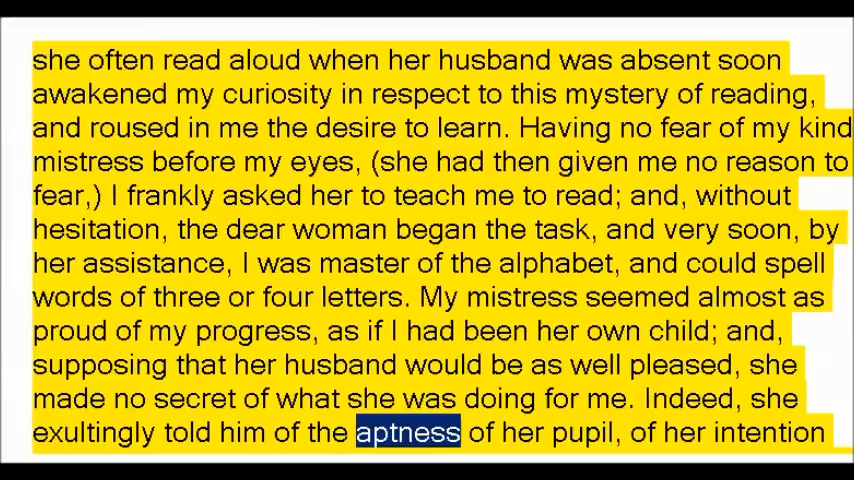 she often read aloud when her husband was absent soon
awakened my curiosity in respect to this mystery of reading,
and roused in me the desire to learn. Having no fear of my kind
mistress before my eyes, (she had then given me no reason to
fear,) I frankly asked her to teach me to read; and, without
hesitation, the dear woman began the task, and very soon, by
her assistance, I was master of the alphabet, and could spell
words of three or four letters. My mistress seemed almost as
proud of my progress, as if I had been her own child; and,
supposing that her husband would be as well pleased, she
made no secret of what she was doing for me. Indeed, she
exultingly told him of the aptness of her pupil, of her intention